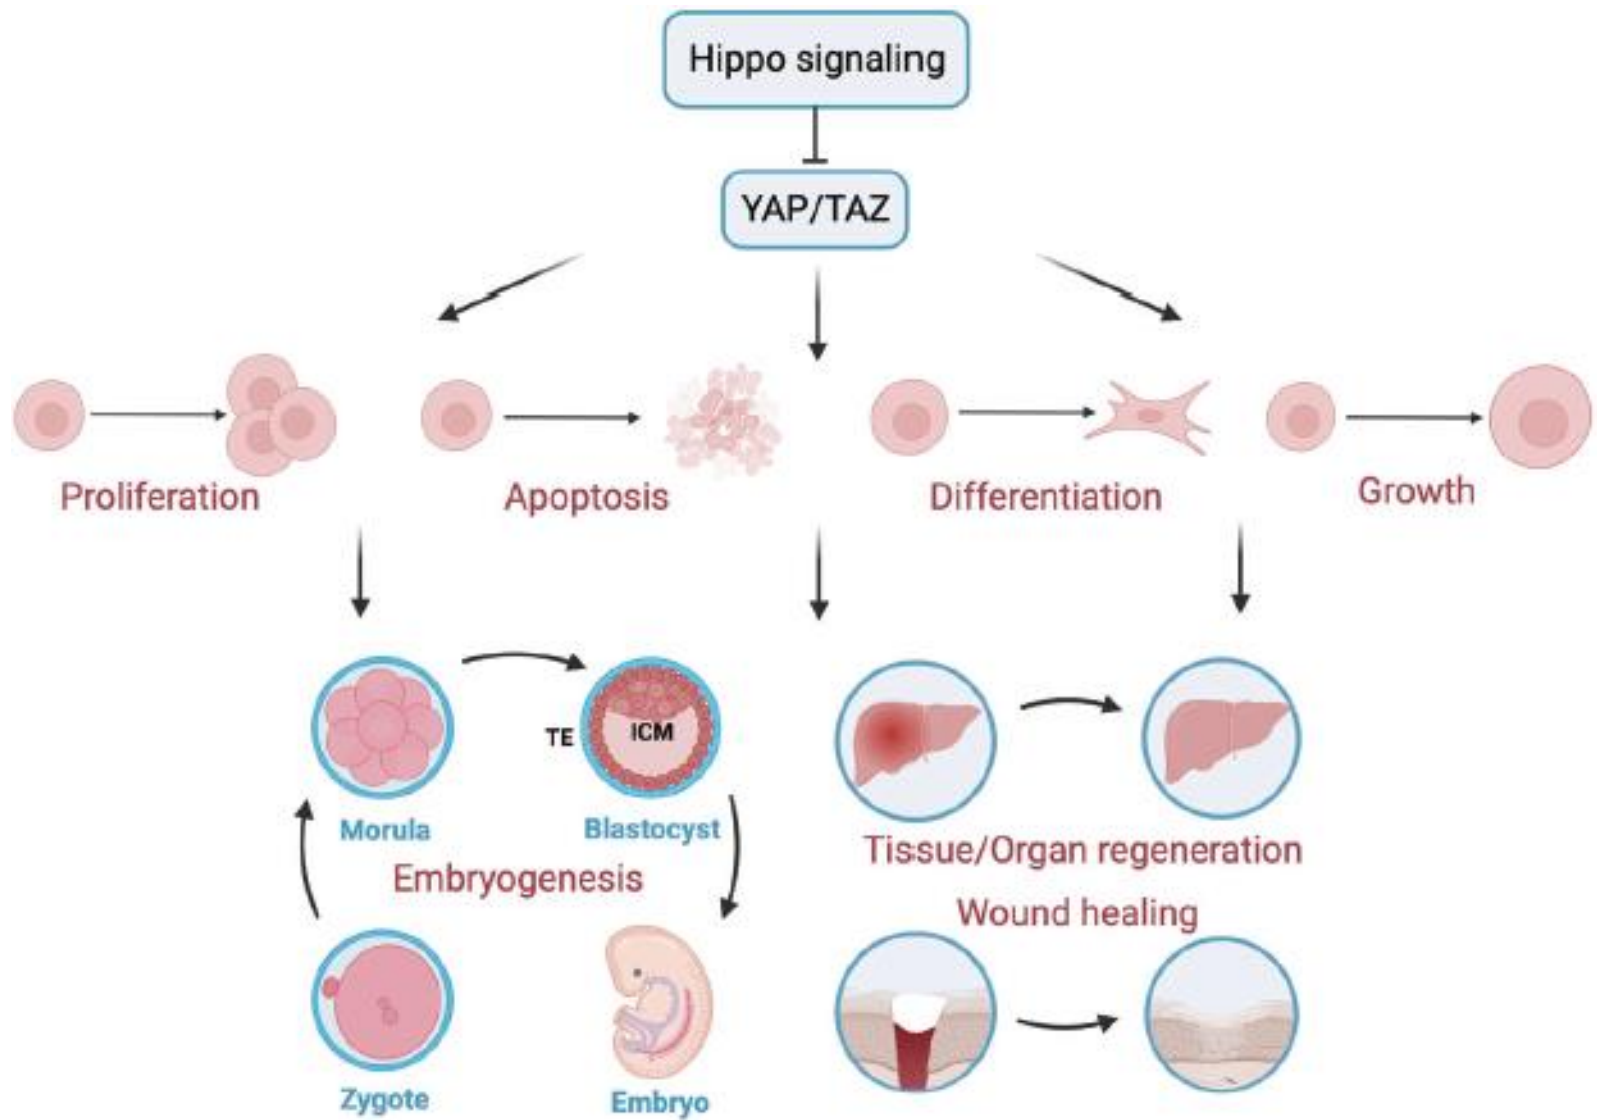 Hippo signaling
YAP/TAZ
Proliferation
Apoptosis
Differentiation
Growth
TE
ICM
Morula
Blastocyst
Embryogenesis
Zygote
Embryo
Tissue/Organ regeneration
Wound healing